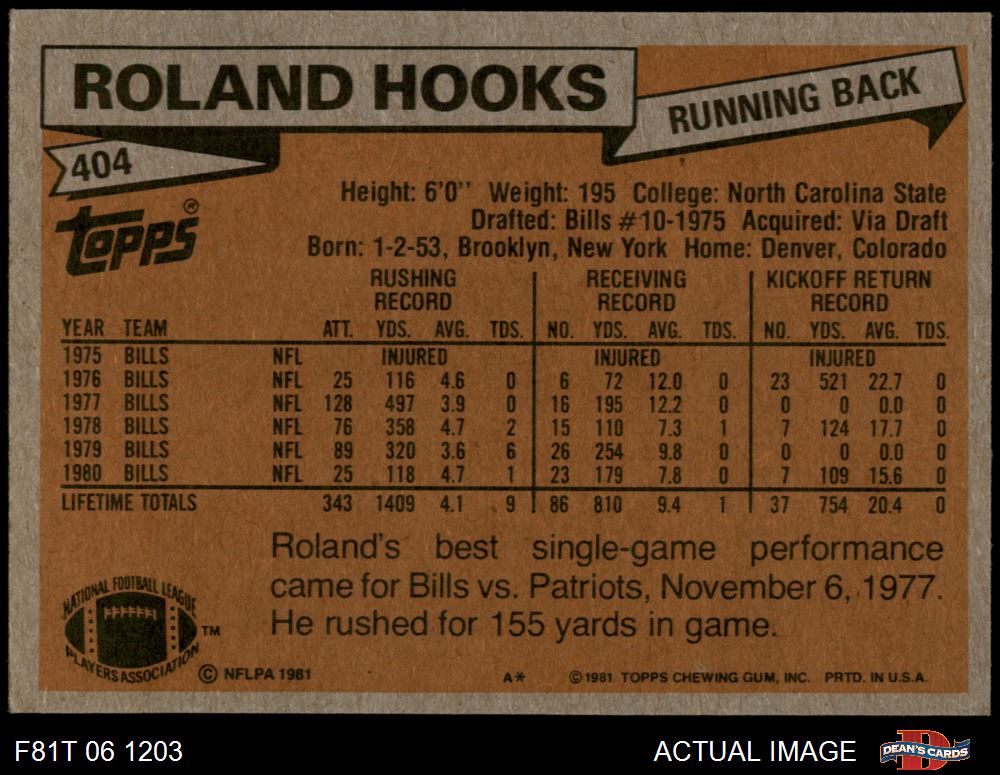 ROLAND HOOKS
RUNNING BACK
404
topps®
Height: 6'0'' Weight: 195 College: North Carolina State
Drafted: Bills #10-1975 Acquired: Via Draft
Born: 1-2-53, Brooklyn, New York Home: Denver, Colorado
RUSHING RECORD RECEIVING RECORD KICKOFF RETURN RECORD
YEAR TEAM ATT. YDS. AVG. TDS. NO. YDS. AVG. TDS. NO. YDS. AVG. TDS.
1975 BILLS NFL INJURED INJURED INJURED
1976 BILLS NFL 25 116 4.6 0 6 72 12.0 0 23 521 22.7 0
1977 BILLS NFL 128 497 3.9 0 16 195 12.2 0 0 0 0.0 0
1978 BILLS NFL 76 358 4.7 2 15 110 7.3 1 7 124 17.7 0
1979 BILLS NFL 89 320 3.6 6 26 254 9.8 0 0 0 0.0 0
1980 BILLS NFL 25 118 4.7 1 23 179 7.8 0 7 109 15.6 0
LIFETIME TOTALS 343 1409 4.1 9 86 810 9.4 1 37 754 20.4 0
Roland's best single-game performance
came for Bills vs. Patriots, November 6, 1977.
He rushed for 155 yards in game.
NATIONAL FOOTBALL LEAGUE
PLAYERS ASSOCIATION
TM
© NFLPA 1981
A*
© 1981 TOPPS CHEWING GUM, INC. PRTD. IN U.S.A.
F81T 06 1203
ACTUAL IMAGE
D
DEAN'S CARDS